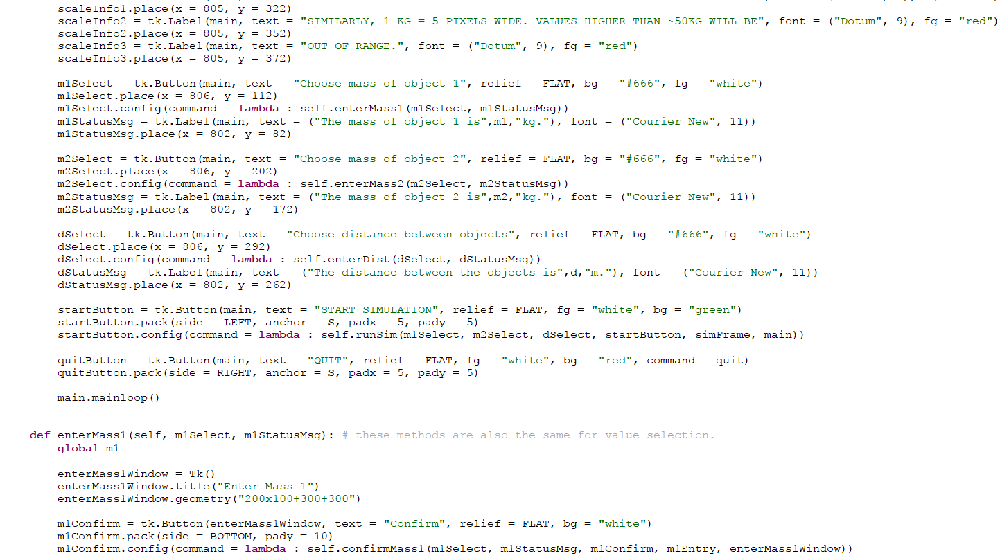 scaleInfo1.place(x = 805, y = 322)
scaleInfo2 = tk.Label(main, text = "SIMILARLY, 1 KG = 5 PIXELS WIDE. VALUES HIGHER THAN ~50KG WILL BE", font = ("Dotum", 9), fg = "red")
scaleInfo2.place(x = 805, y = 352)
scaleInfo3 = tk.Label(main, text = "OUT OF RANGE.", font = ("Dotum", 9), fg = "red")
scaleInfo3.place(x = 805, y = 372)
m1Select = tk.Button(main, text = "Choose mass of object 1", relief = FLAT, bg = "#666", fg = "white")
m1Select.place(x = 806, y = 112)
m1Select.config(command = lambda : self.enterMass1(m1Select, m1StatusMsg))
m1StatusMsg = tk.Label(main, text = ("The mass of object 1 is",m1,"kg."), font = ("Courier New", 11))
m1StatusMsg.place(x = 802, y = 82)
m2Select = tk.Button(main, text = "Choose mass of object 2", relief = FLAT, bg = "#666", fg = "white")
m2Select.place(x = 806, y = 202)
m2Select.config(command = lambda : self.enterMass2(m2Select, m2StatusMsg))
m2StatusMsg = tk.Label(main, text = ("The mass of object 2 is",m2,"kg."), font = ("Courier New", 11))
m2StatusMsg.place(x = 802, y = 172)
dSelect = tk.Button(main, text = "Choose distance between objects", relief = FLAT, bg = "#666", fg = "white")
dSelect.place(x = 806, y = 292)
dSelect.config(command = lambda : self.enterDist(dSelect, dStatusMsg))
dStatusMsg = tk.Label(main, text = ("The distance between the objects is",d,"m."), font = ("Courier New", 11))
dStatusMsg.place(x = 802, y = 262)
startButton = tk.Button(main, text = "START SIMULATION", relief = FLAT, fg = "white", bg = "green")
startButton.pack(side = LEFT, anchor = S, padx = 5, pady = 5)
startButton.config(command = lambda : self.runSim(m1Select, m2Select, dSelect, startButton, simFrame, main))
quitButton = tk.Button(main, text = "QUIT", relief = FLAT, fg = "white", bg = "red", command = quit)
quitButton.pack(side = RIGHT, anchor = S, padx = 5, pady = 5)
main.mainloop()
def enterMass1(self, m1Select, m1StatusMsg): # these methods are also the same for value selection.
global m1
enterMass1Window = Tk()
enterMass1Window.title("Enter Mass 1")
enterMass1Window.geometry("200x100+300+300")
m1Confirm = tk.Button(enterMass1Window, text = "Confirm", relief = FLAT, bg = "white")
m1Confirm.pack(side = BOTTOM, pady = 10)
m1Confirm.config(command = lambda : self.confirmMass1(m1Select, m1StatusMsg, m1Confirm, m1Entry, enterMass1Window))